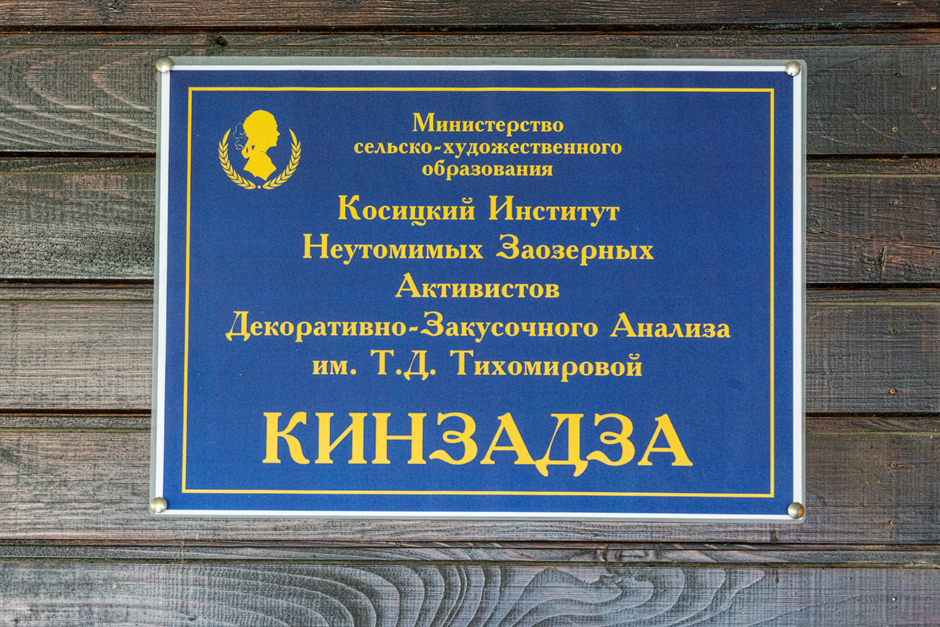 Министерство
сельско-художественного
образования
Косицкий Институт
Неутомимых Заозерных
Активистов
Декоративно-Закусочного Анализа
им. Т.Д. Тихомировой
КИНЗАДЗА